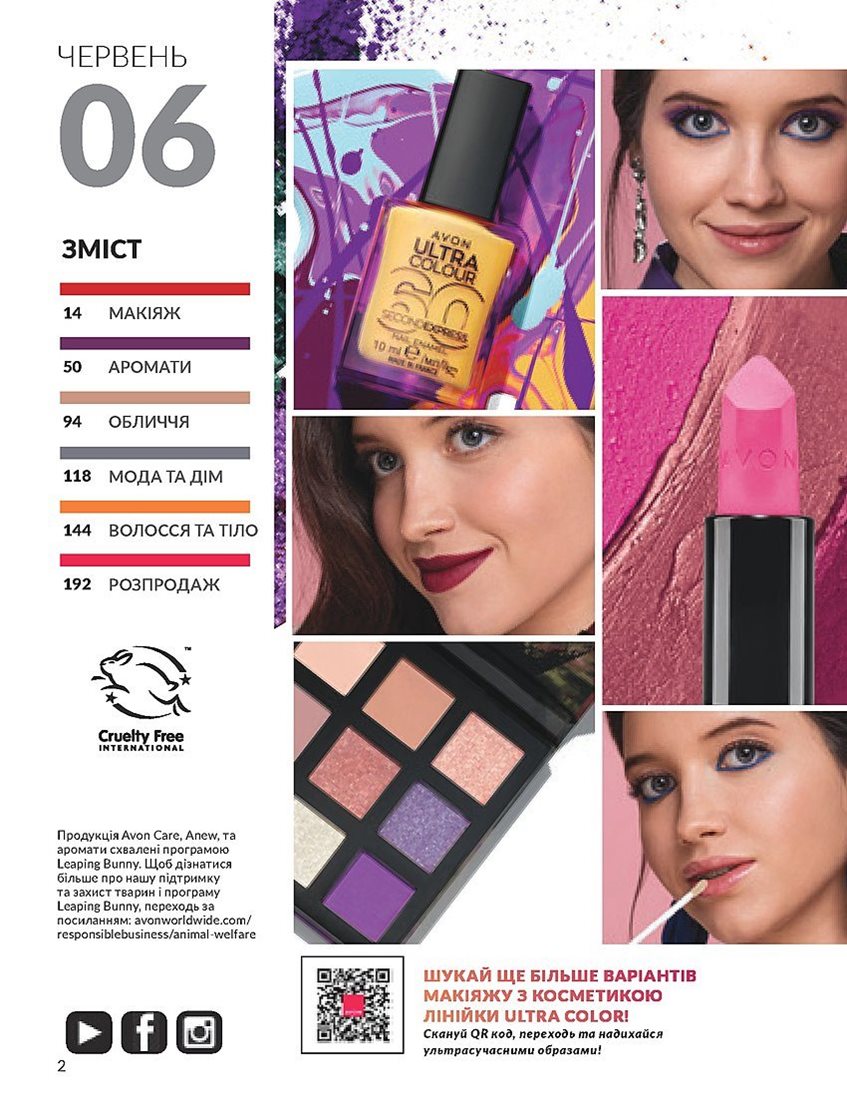 ЧЕРВЕНЬ
06
ЗМІСТ
14 МАКІЯЖ
50 АРОМАТИ
94 ОБЛИЧЧЯ
118 МОДА ТА ДІМ
144 ВОЛОССЯ ТА ТІЛО
192 РОЗПРОДАЖ
™
Cruelty Free
INTERNATIONAL
Продукція Avon Care, Anew, та
аромати схвалені програмою
Leaping Bunny. Щоб дізнатися
більше про нашу підтримку
та захист тварин і програму
Leaping Bunny, переходь за
посиланням: avonworldwide.com/
responsiblebusiness/animal-welfare
2
AVON
ULTRA
COLOUR
60
SECOND EXPRESS
NAIL ENAMEL
10 ml e
MADE IN FRANCE
AVON
ШУКАЙ ЩЕ БІЛЬШЕ ВАРІАНТІВ
МАКІЯЖУ З КОСМЕТИКОЮ
ЛІНІЙКИ ULTRA COLOR!
Скануй QR код, переходь та надихайся
ультрасучасними образами!